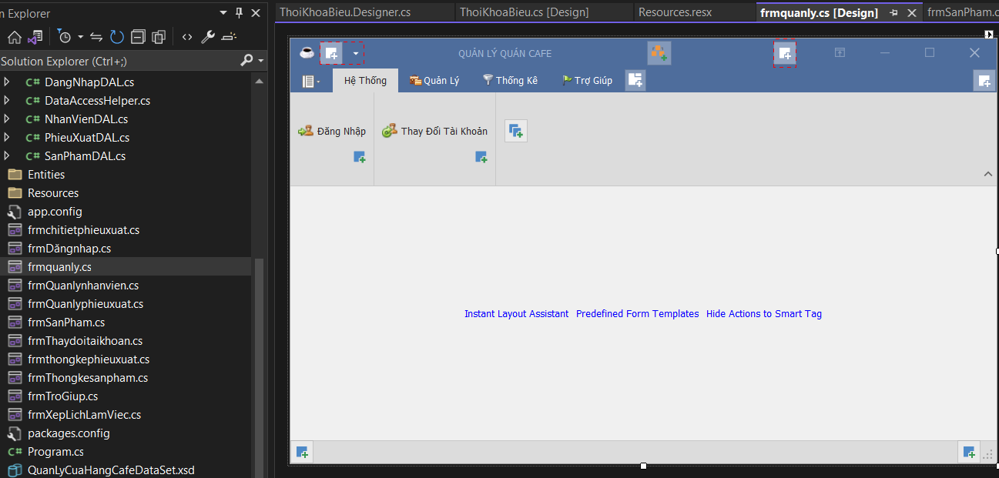 n Explorer
Solution Explorer (Ctrl+;)
C# DangNhapDAL.cs
C# DataAccessHelper.cs
C# NhanVienDAL.cs
C# PhieuXuatDAL.cs
C# SanPhamDAL.cs
Entities
Resources
app.config
frmchitietphieuxuat.cs
frmDăngnhap.cs
frmquanly.cs
frmQuanlynhanvien.cs
frmQuanlyphieuxuat.cs
frmSanPham.cs
frmThaydoitaikhoan.cs
frmthongkephieuxuat.cs
frmThongkesanpham.cs
frmTroGiup.cs
frmXepLichLamViec.cs
packages.config
C# Program.cs
QuanLyCuaHangCafeDataSet.xsd
ThoiKhoaBieu.Designer.cs
ThoiKhoaBieu.cs [Design]
Resources.resx
frmquanly.cs [Design]
frmSanPham.c
QUẢN LÝ QUÁN CAFE
Hệ Thống
Quản Lý
Thống Kê
Trợ Giúp
Đăng Nhập
Thay Đổi Tài Khoản
Instant Layout Assistant
Predefined Form Templates
Hide Actions to Smart Tag